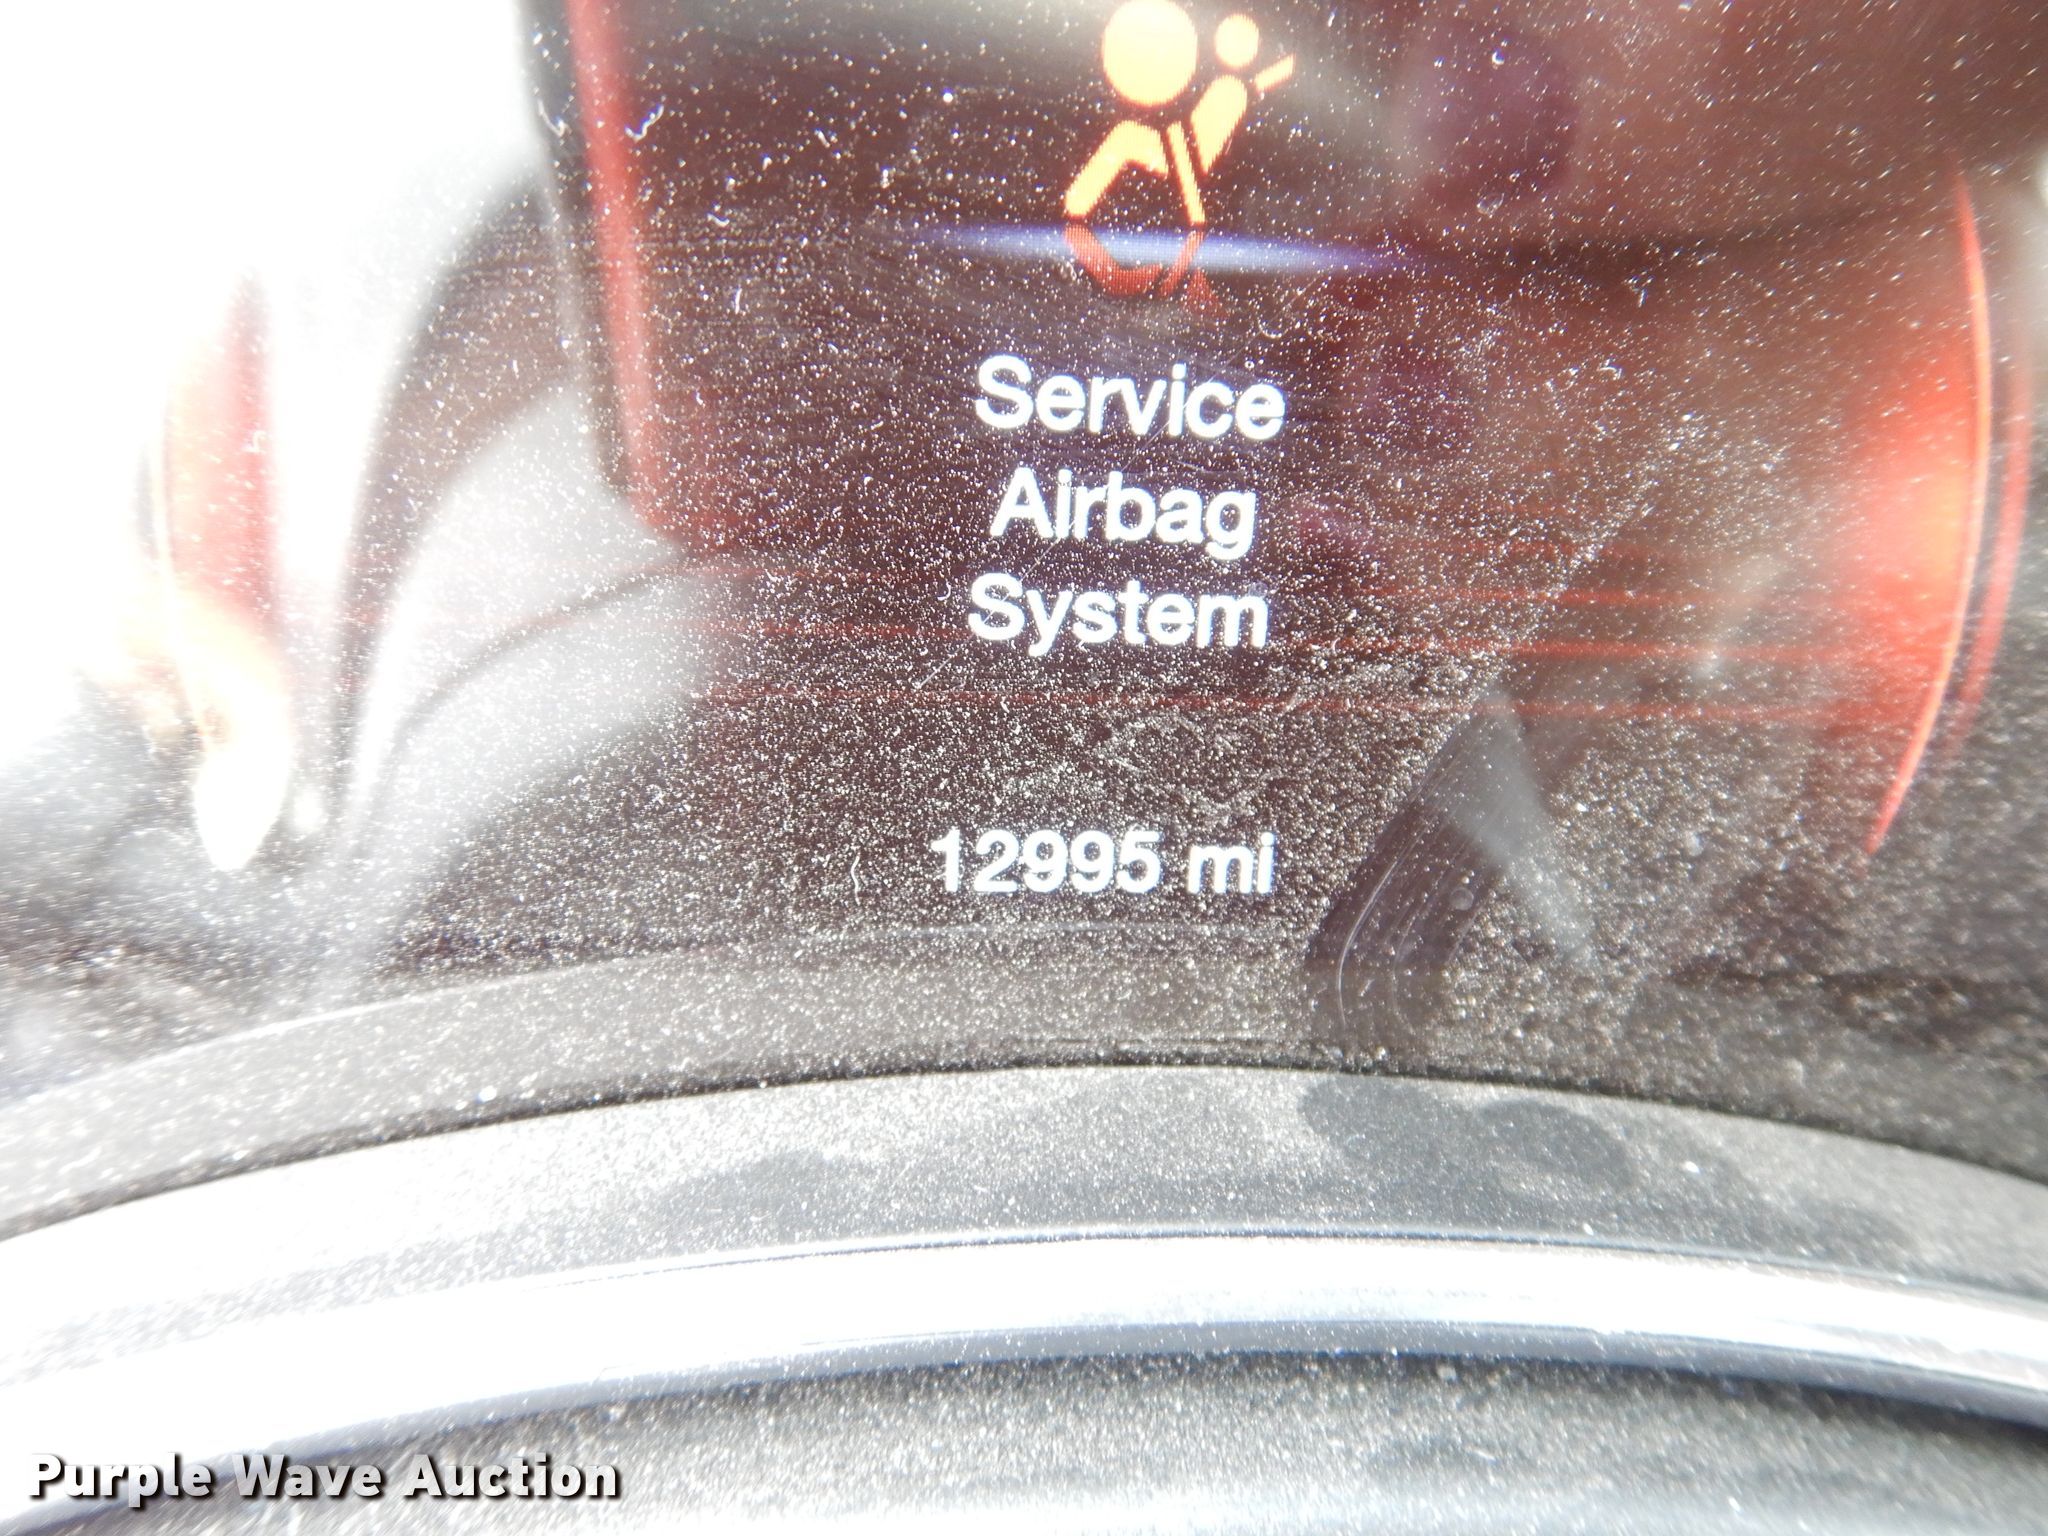 Service
Airbag
System
12995 mi
Purple Wave Auction